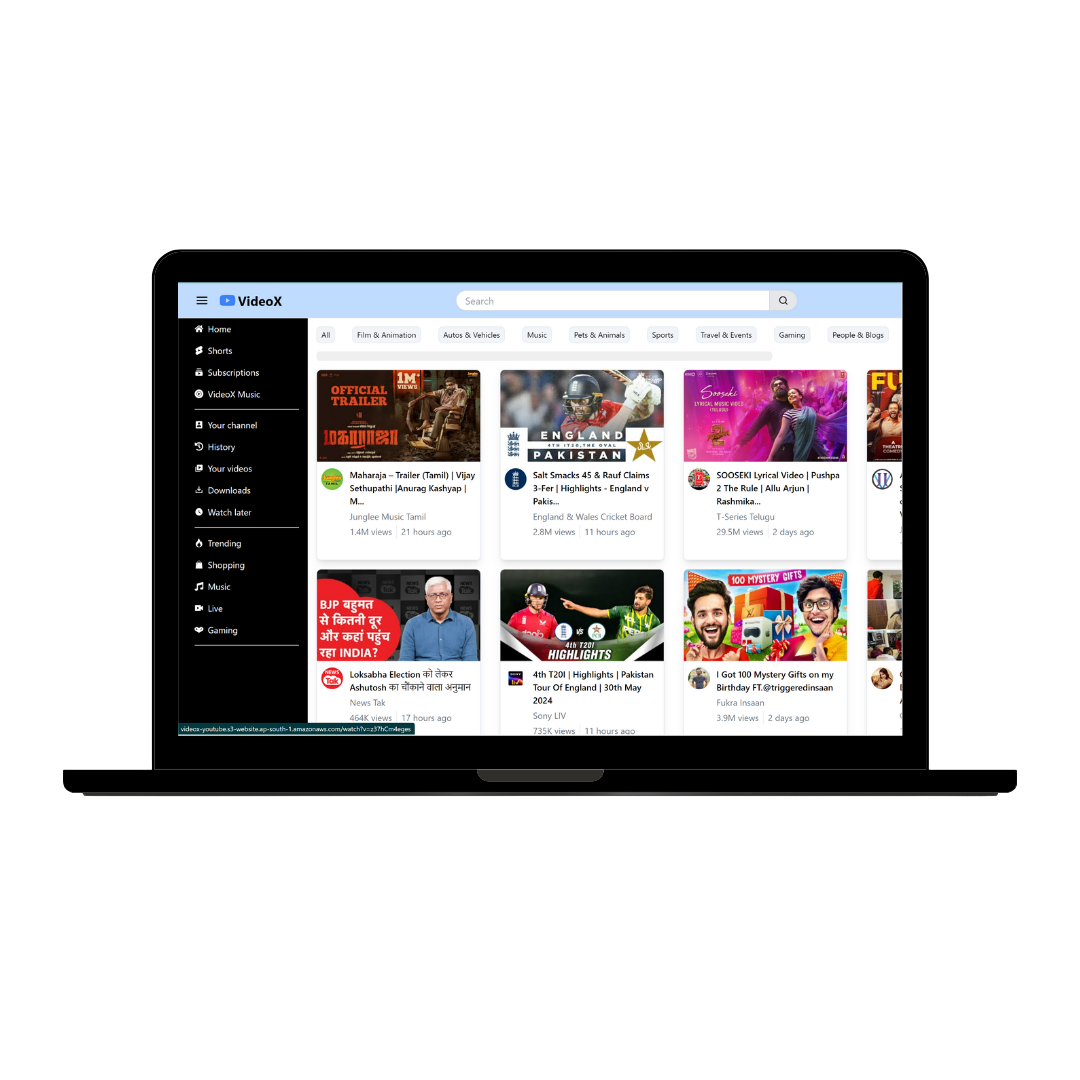 VideoX
Search
Home
Shorts
Subscriptions
VideoX Music
Your channel
History
Your videos
Downloads
Watch later
Trending
Shopping
Music
Live
Gaming
All
Film & Animation
Autos & Vehicles
Music
Pets & Animals
Sports
Travel & Events
Gaming
People & Blogs
OFFICIAL
TRAILER
1M+
VIEWS
மகாராஜா
Maharaja – Trailer (Tamil) | Vijay
Sethupathi |Anurag Kashyap |
M...
Junglee Music Tamil
1.4M views
21 hours ago
ENGLAND
4TH IT20, THE OVAL
PAKISTAN
Salt Smacks 45 & Rauf Claims
3-Fer | Highlights - England v
Pakis...
England & Wales Cricket Board
2.8M views
11 hours ago
Sooseki
LYRICAL MUSIC VIDEO
(TELUGU)
SOOSEKI Lyrical Video | Pushpa
2 The Rule | Allu Arjun |
Rashmika...
T-Series Telugu
29.5M views
2 days ago
FU
BJP बहुमत
से कितनी दूर
और कहां पहुंच
रहा INDIA?
NEWS
Tak
Loksabha Election को लेकर
Ashutosh का चौंकाने वाला अनुमान
News Tak
464K views
17 hours ago
VS
4th T20I
HIGHLIGHTS
4th T20I | Highlights | Pakistan
Tour Of England | 30th May
2024
Sony LIV
735K views
11 hours ago
100 MYSTERY GIFTS
I Got 100 Mystery Gifts on my
Birthday FT.@triggeredinsaan
Fukra Insaan
3.9M views
2 days ago
videox-youtube.s3-website.ap-south-1.amazonaws.com/watch?v=z37hCm4eges